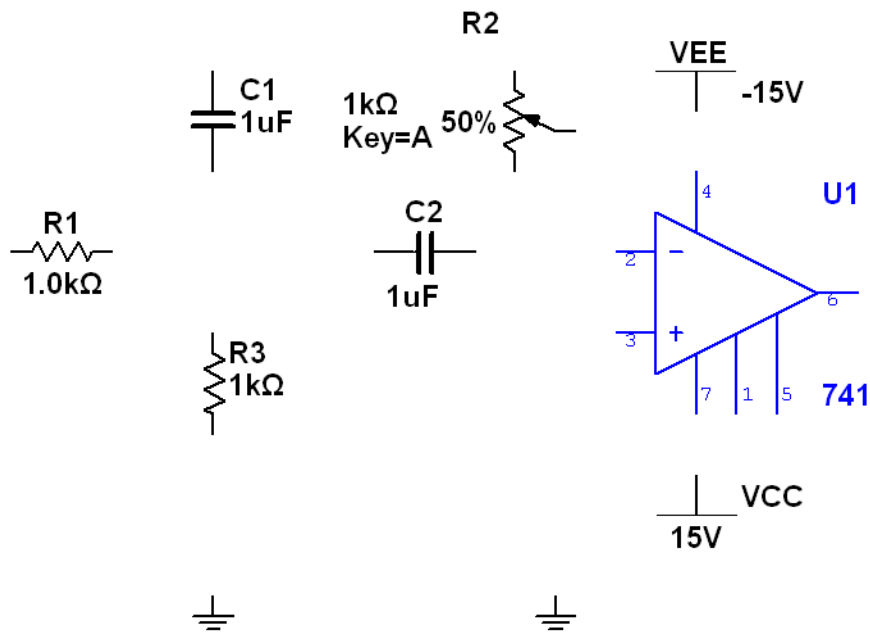 R2
VEE
-15V
C1
1uF
1kΩ
Key=A
50%
4
U1
R1
1.0kΩ
C2
1uF
2
−
6
3
+
R3
1kΩ
7
1
5
741
VCC
15V